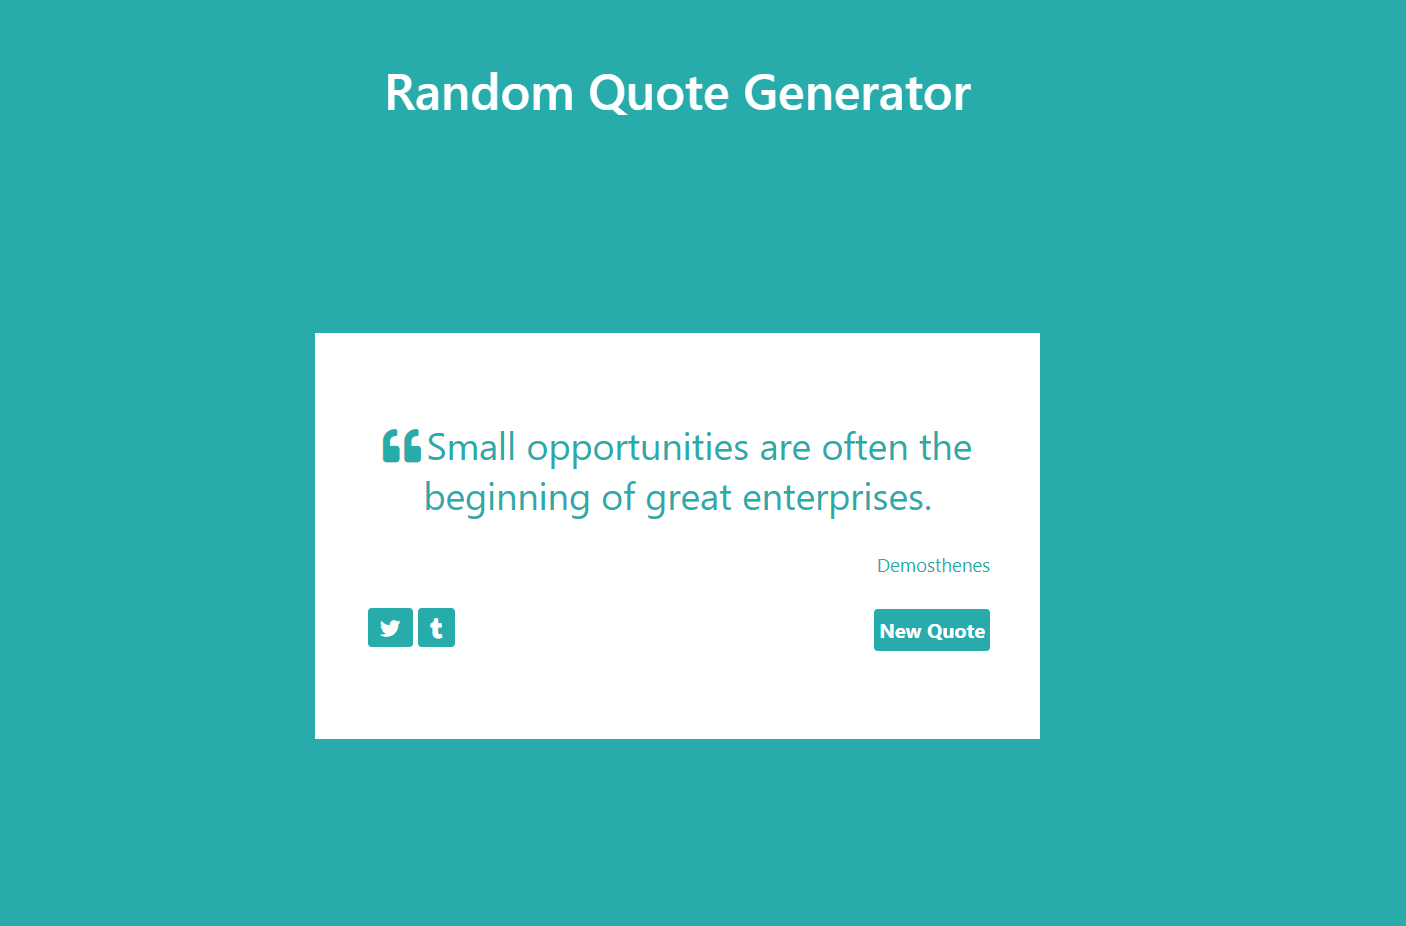 Random Quote Generator
Small opportunities are often the
beginning of great enterprises.
Demosthenes
New Quote